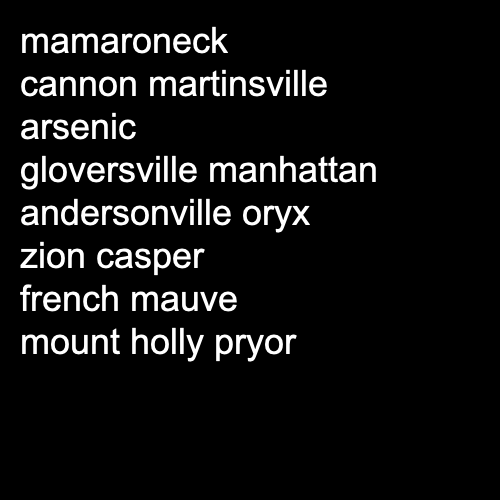 mamaroneck
cannon martinsville
arsenic
gloversville manhattan
andersonville oryx
zion casper
french mauve
mount holly pryor